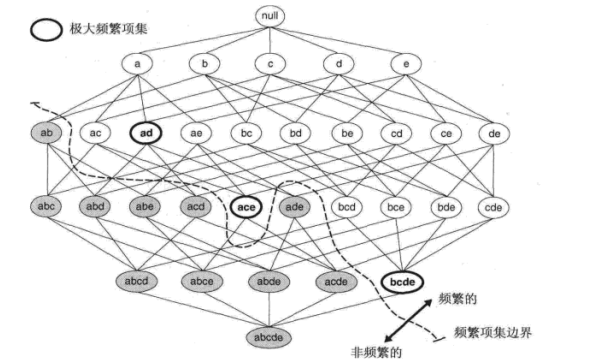 null
极大频繁项集
a b c d e
ab ac ad ae bc bd be cd ce de
abc abd abe acd ace ade bcd bce bde cde
abcd abce abde acde bcde
频繁的
频繁项集边界
abcde
非频繁的